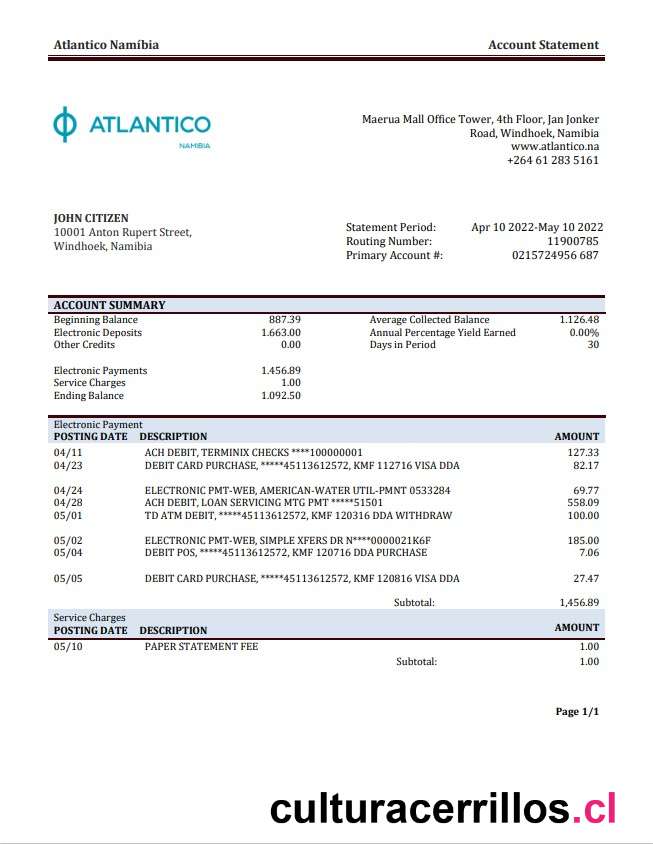 Atlantico Namíbia Account Statement
ATLANTICO
NAMIBIA
Maerua Mall Office Tower, 4th Floor, Jan Jonker
Road, Windhoek, Namibia
www.atlantico.na
+264 61 283 5161
JOHN CITIZEN
10001 Anton Rupert Street,
Windhoek, Namibia
Statement Period: Apr 10 2022-May 10 2022
Routing Number: 11900785
Primary Account #: 0215724956 687
ACCOUNT SUMMARY
Beginning Balance 887.39 Average Collected Balance 1.126.48
Electronic Deposits 1.663.00 Annual Percentage Yield Earned 0.00%
Other Credits 0.00 Days in Period 30
Electronic Payments 1.456.89
Service Charges 1.00
Ending Balance 1.092.50
Electronic Payment
POSTING DATE DESCRIPTION AMOUNT
04/11 ACH DEBIT, TERMINIX CHECKS ****100000001 127.33
04/23 DEBIT CARD PURCHASE, *****45113612572, KMF 112716 VISA DDA 82.17
04/24 ELECTRONIC PMT-WEB, AMERICAN-WATER UTIL-PMNT 0533284 69.77
04/28 ACH DEBIT, LOAN SERVICING MTG PMT *****51501 558.09
05/01 TD ATM DEBIT, *****45113612572, KMF 120316 DDA WITHDRAW 100.00
05/02 ELECTRONIC PMT-WEB, SIMPLE XFERS DR N****0000021K6F 185.00
05/04 DEBIT POS, *****45113612572, KMF 120716 DDA PURCHASE 7.06
05/05 DEBIT CARD PURCHASE, *****45113612572, KMF 120816 VISA DDA 27.47
Subtotal: 1,456.89
Service Charges
POSTING DATE DESCRIPTION AMOUNT
05/10 PAPER STATEMENT FEE 1.00
Subtotal: 1.00
Page 1/1
culturacerrillos.cl